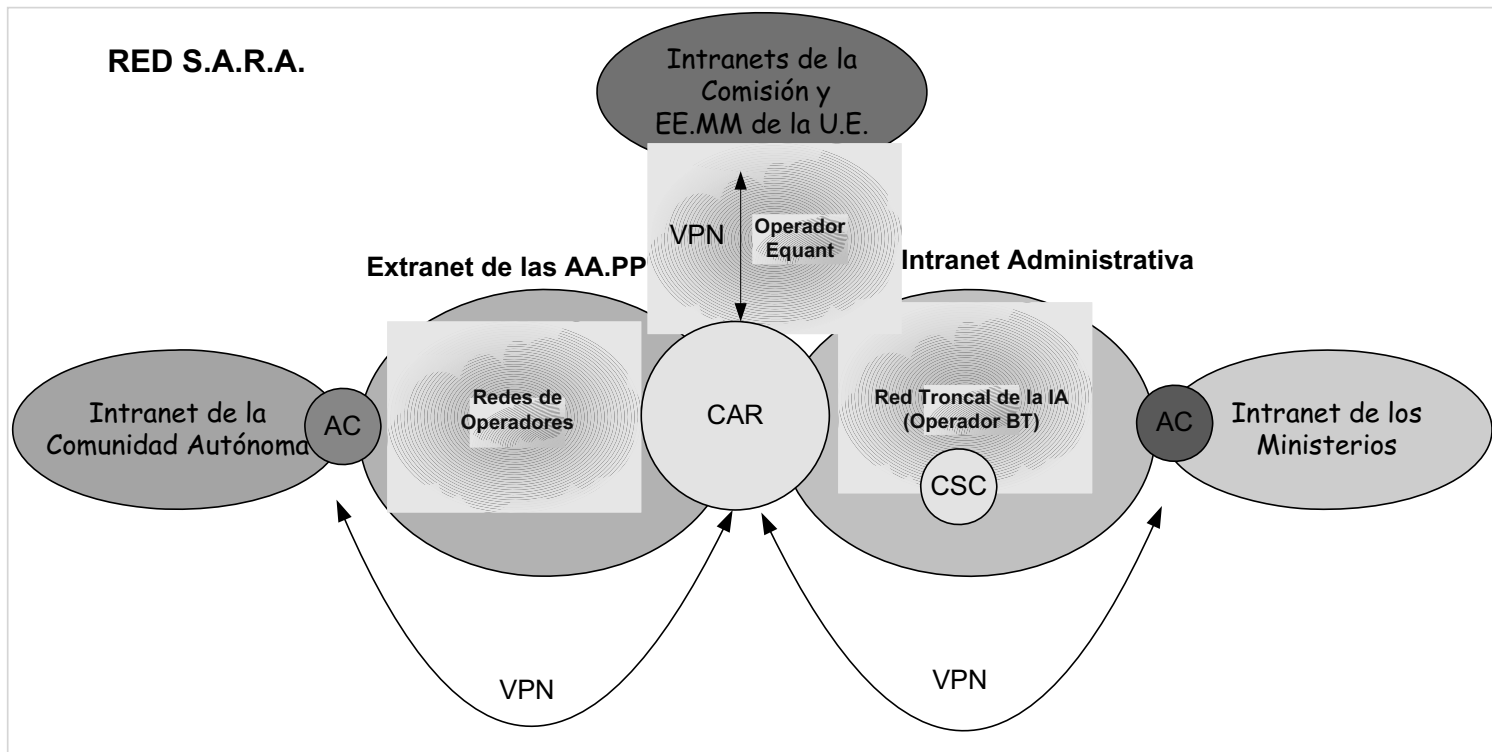 RED S.A.R.A.
Intranets de la
Comisión y
EE.MM de la U.E.
VPN
Operador
Equant
Extranet de las AA.PP
Intranet Administrativa
Intranet de la
Comunidad Autónoma
AC
Redes de
Operadores
CAR
Red Troncal de la IA
(Operador BT)
CSC
AC
Intranet de los
Ministerios
VPN
VPN